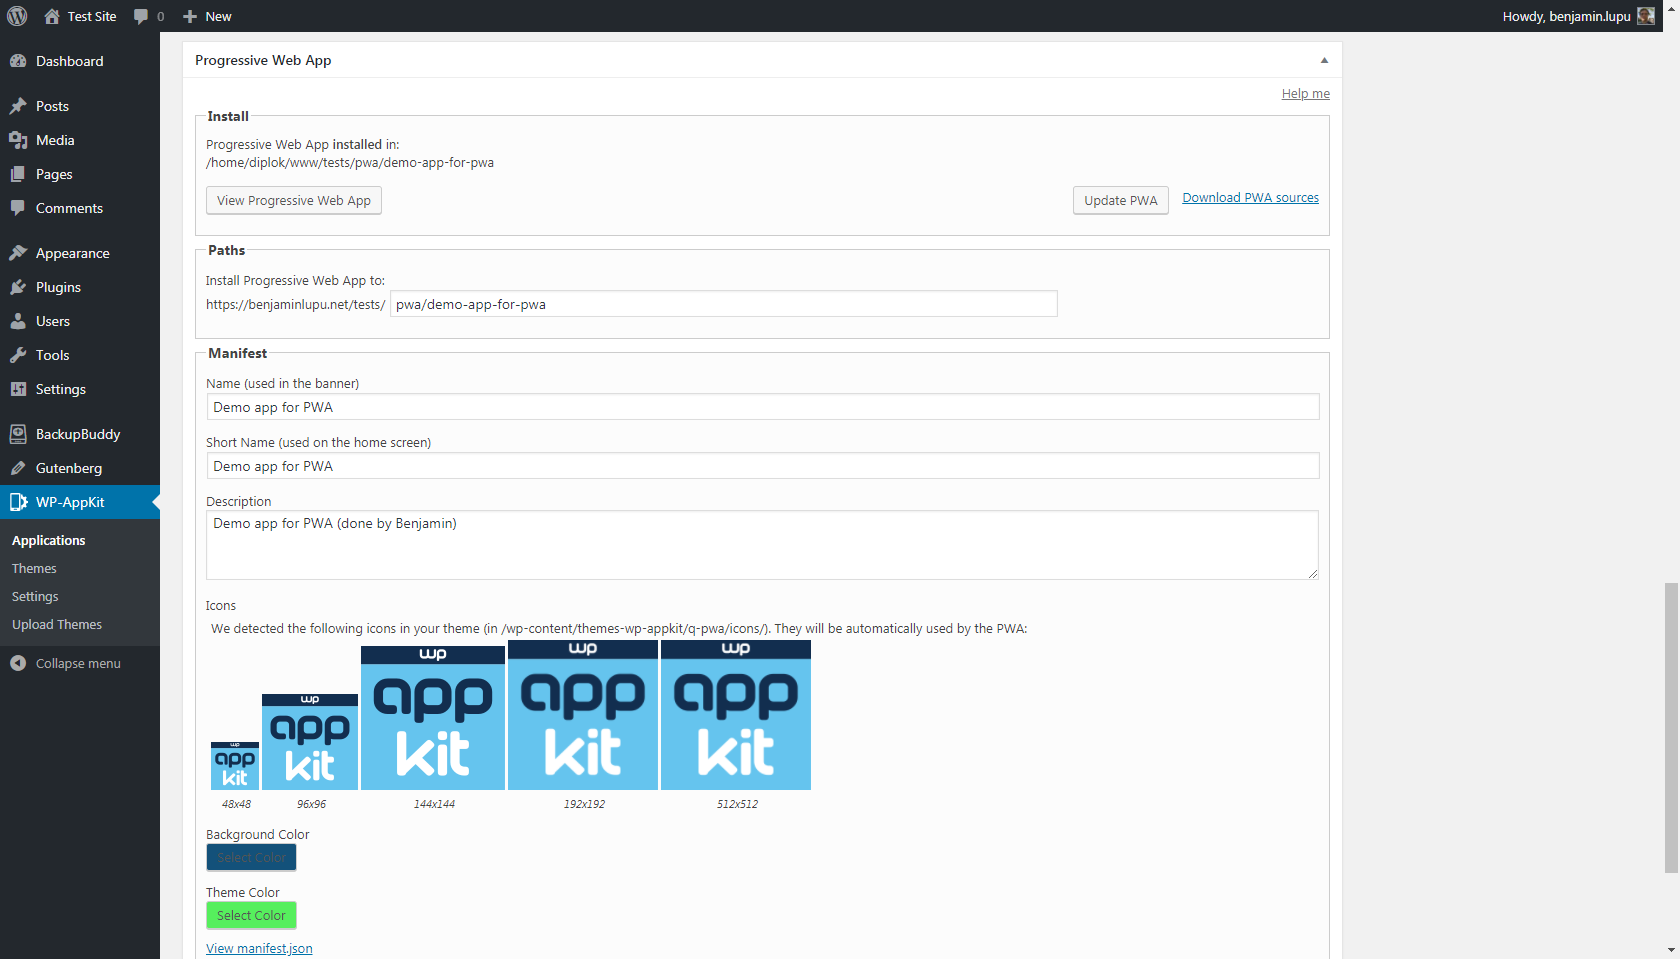 Test Site 0 New Howdy, benjamin.lupu
Dashboard
Posts
Media
Pages
Comments
Appearance
Plugins
Users
Tools
Settings
BackupBuddy
Gutenberg
WP-AppKit
Applications
Themes
Settings
Upload Themes
Collapse menu
Progressive Web App
Help me
Install
Progressive Web App installed in:
/home/diplok/www/tests/pwa/demo-app-for-pwa
View Progressive Web App Update PWA Download PWA sources
Paths
Install Progressive Web App to:
https://benjaminlupu.net/tests/ pwa/demo-app-for-pwa
Manifest
Name (used in the banner)
Demo app for PWA
Short Name (used on the home screen)
Demo app for PWA
Description
Demo app for PWA (done by Benjamin)
Icons
We detected the following icons in your theme (in /wp-content/themes-wp-appkit/q-pwa/icons/). They will be automatically used by the PWA:
wp app kit
wp app kit
wp app kit
wp app kit
wp app kit
48x48 96x96 144x144 192x192 512x512
Background Color
Select Color
Theme Color
Select Color
View manifest.json